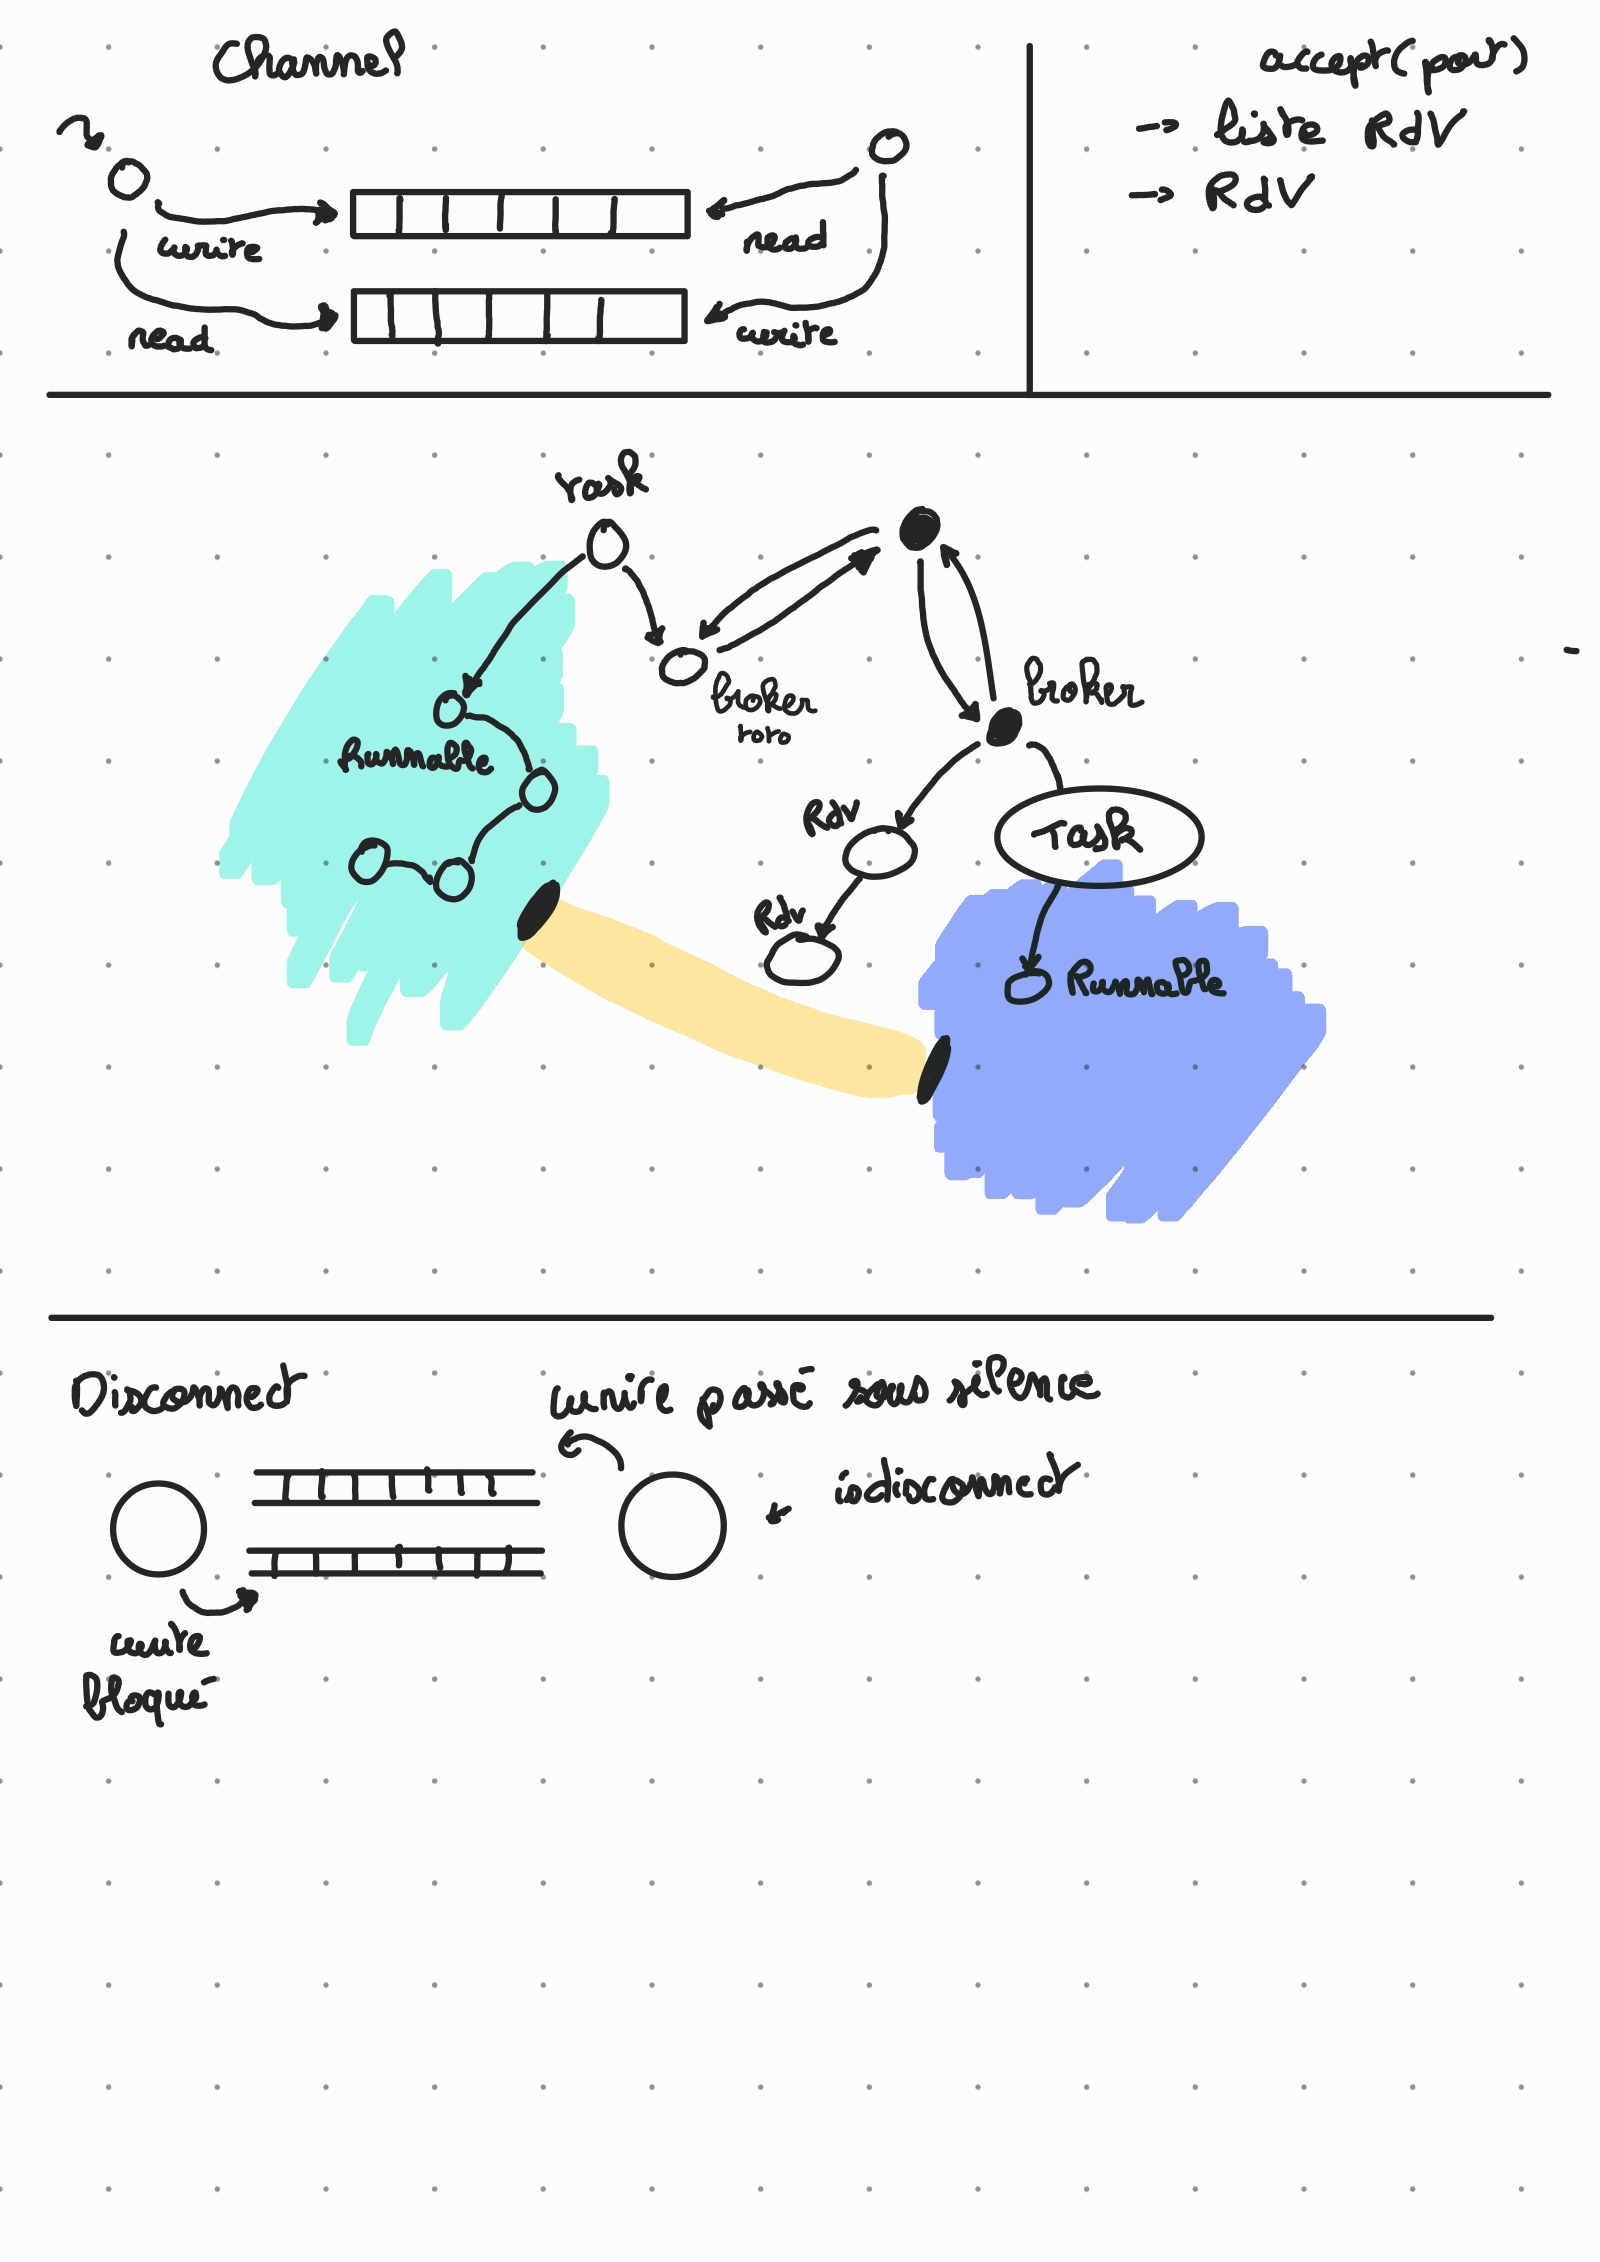 Channel
write
read
read
write
accept(port)
→ liste RdV
→ RdV
Task
broker
toto
Runnable
broker
Rdv
Task
Rdv
Runnable
Disconnect
write passé sous silence
isdisconnect
write
bloqué